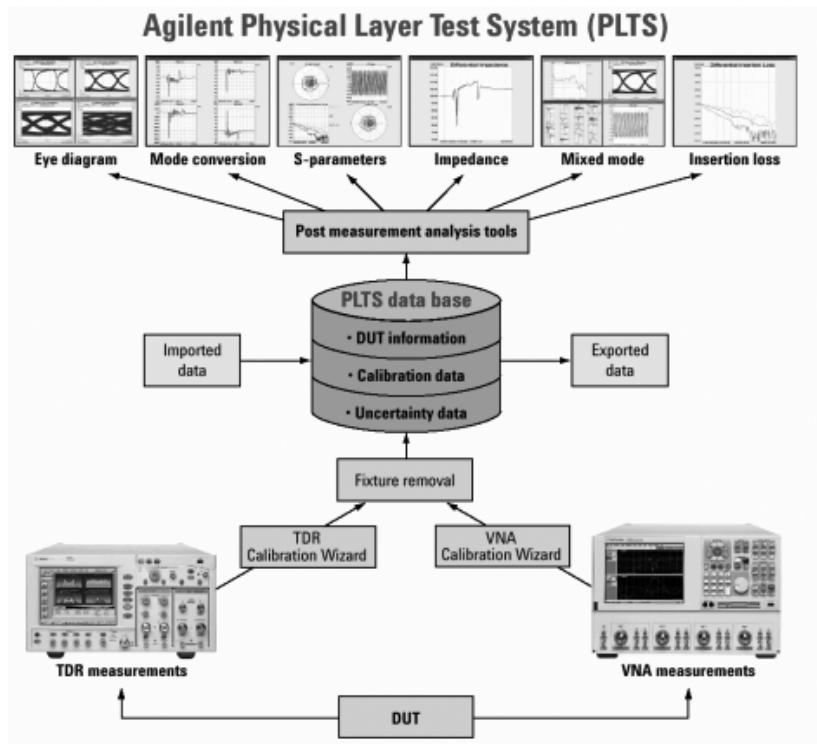 Agilent Physical Layer Test System (PLTS)
Eye diagram
Mode conversion
S-parameters
Impedance
Mixed mode
Insertion loss
Post measurement analysis tools
PLTS data base
• DUT information
• Calibration data
• Uncertainty data
Imported
data
Exported
data
Fixture removal
TDR
Calibration Wizard
VNA
Calibration Wizard
TDR measurements
VNA measurements
DUT